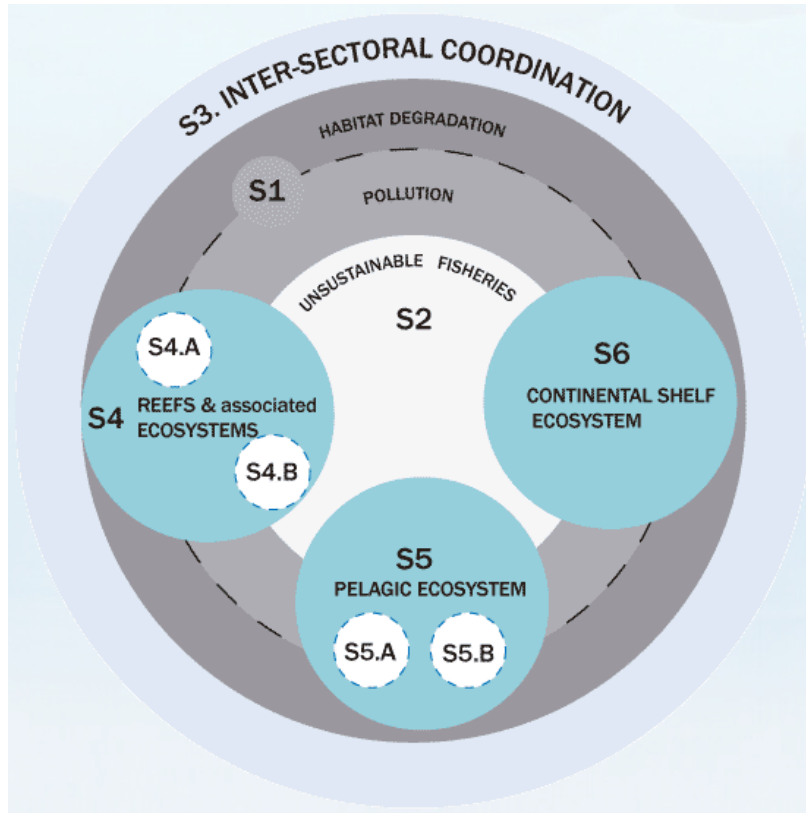 S3. INTER-SECTORAL COORDINATION
HABITAT DEGRADATION
S1
POLLUTION
UNSUSTAINABLE FISHERIES
S2
S4.A
S4
REEFS & associated
ECOSYSTEMS
S4.B
S6
CONTINENTAL SHELF
ECOSYSTEM
S5
PELAGIC ECOSYSTEM
S5.A
S5.B